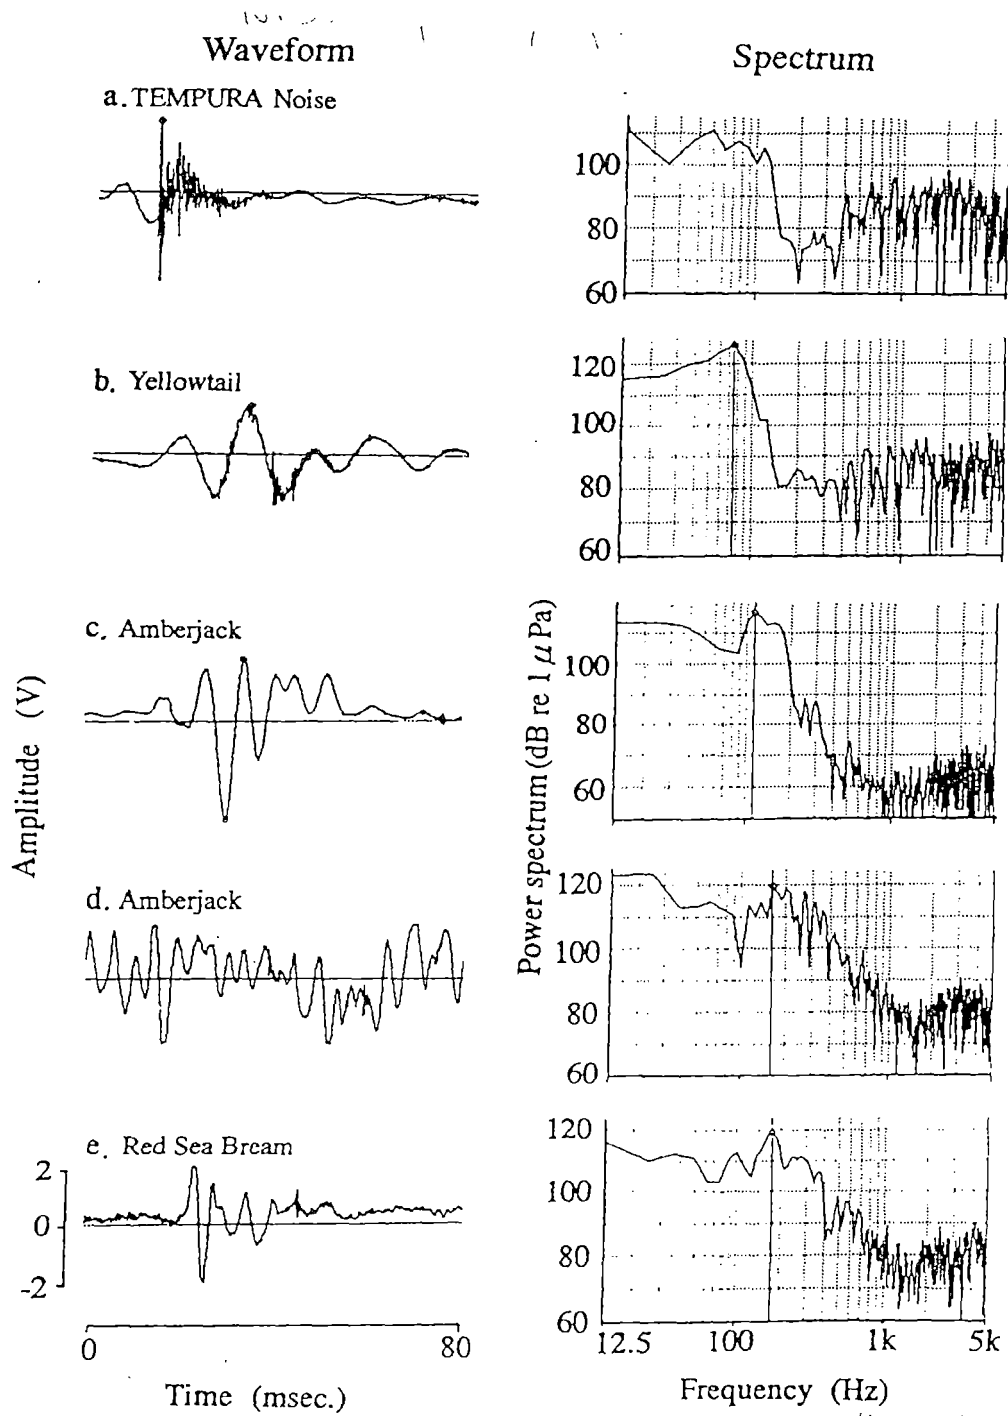 Waveform
Spectrum
a. TEMPURA Noise
100
80
60
b. Yellowtail
120
100
80
60
c. Amberjack
100
80
60
d. Amberjack
120
100
80
60
e. Red Sea Bream
2
0
-2
120
100
80
60
Amplitude (V)
Power spectrum (dB re 1 μPa)
0
80
Time (msec.)
12.5
100
1k
5k
Frequency (Hz)